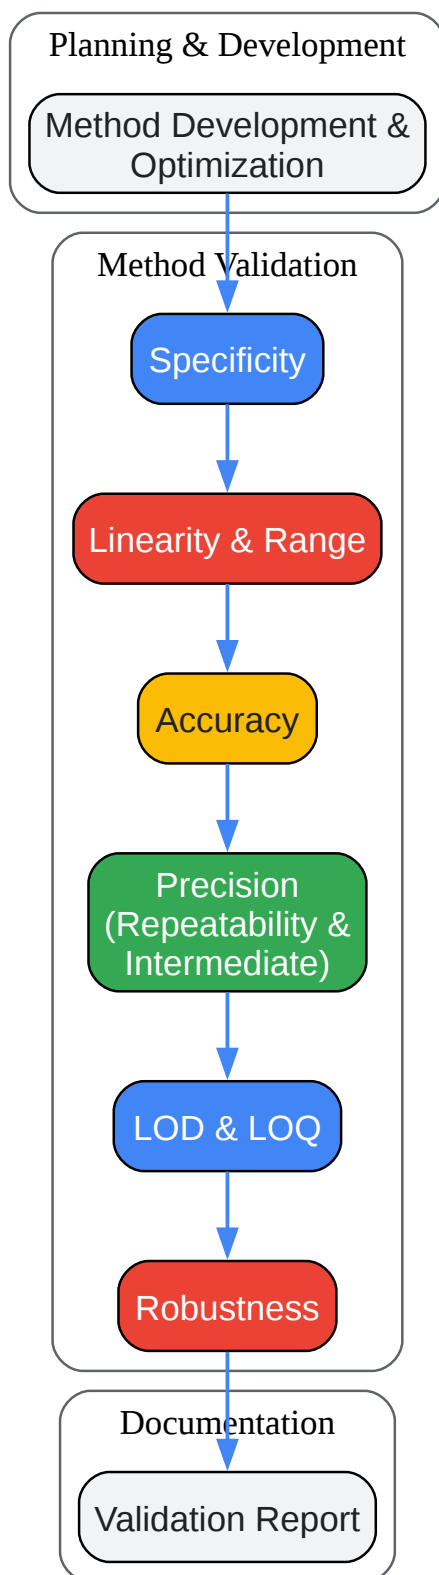 Planning & Development
Method Development &
Optimization
Method Validation
Specificity
Linearity & Range
Accuracy
Precision
(Repeatability &
Intermediate)
LOD & LOQ
Robustness
Documentation
Validation Report